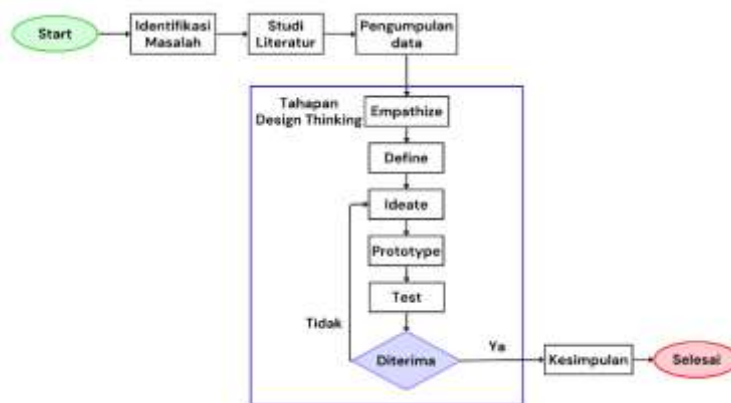 Start
Identifikasi
Masalah
Studi
Literatur
Pengumpulan
data
Tahapan
Design Thinking
Empathize
Define
Ideate
Prototype
Test
Tidak
Diterima
Ya
Kesimpulan
Selesai